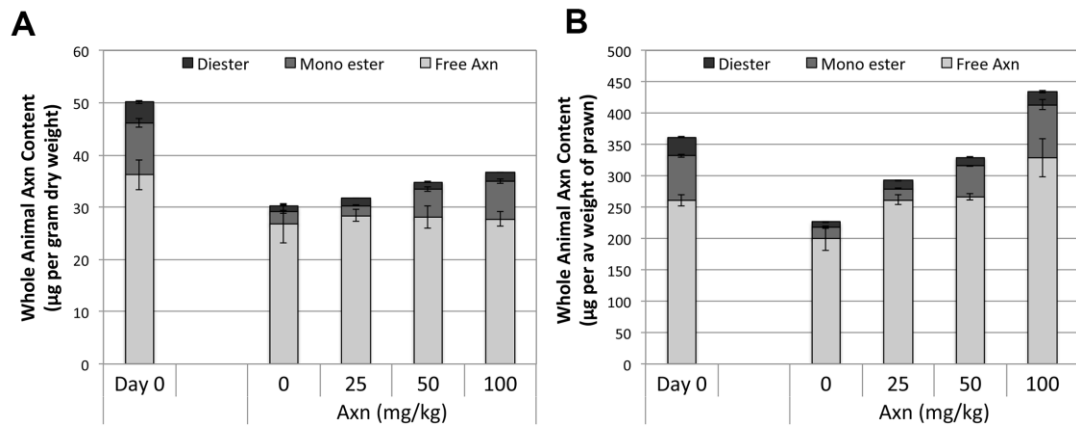 A
Whole Animal Axn Content
(µg per gram dry weight)
60
50
40
30
20
10
0
Diester Mono ester Free Axn
Day 0 0 25 50 100
Axn (mg/kg)
B
Whole Animal Axn Content
(µg per av weight of prawn)
500
450
400
350
300
250
200
150
100
50
0
Diester Mono ester Free Axn
Day 0 0 25 50 100
Axn (mg/kg)